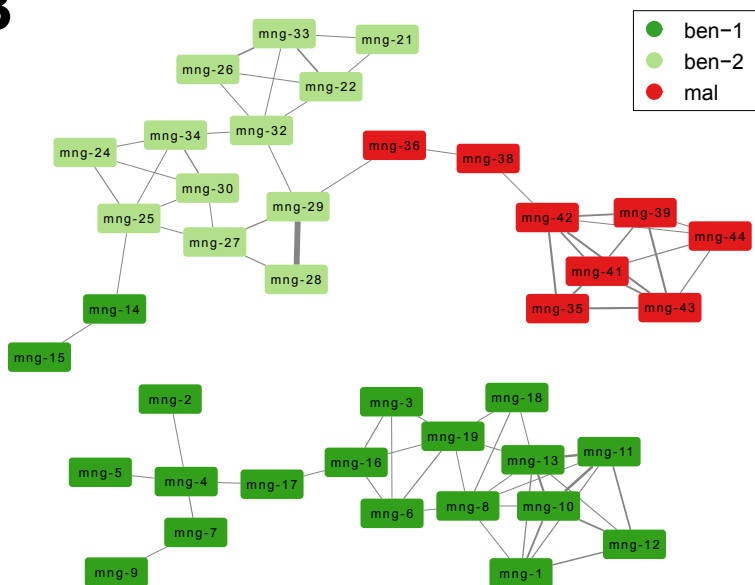 B
ben-1
ben-2
mal
mng-33
mng-21
mng-26
mng-22
mng-32
mng-34
mng-24
mng-36
mng-38
mng-30
mng-29
mng-25
mng-42
mng-39
mng-44
mng-27
mng-41
mng-28
mng-14
mng-35
mng-43
mng-15
mng-2
mng-3
mng-18
mng-19
mng-5
mng-4
mng-17
mng-16
mng-13
mng-11
mng-6
mng-8
mng-10
mng-7
mng-12
mng-9
mng-1